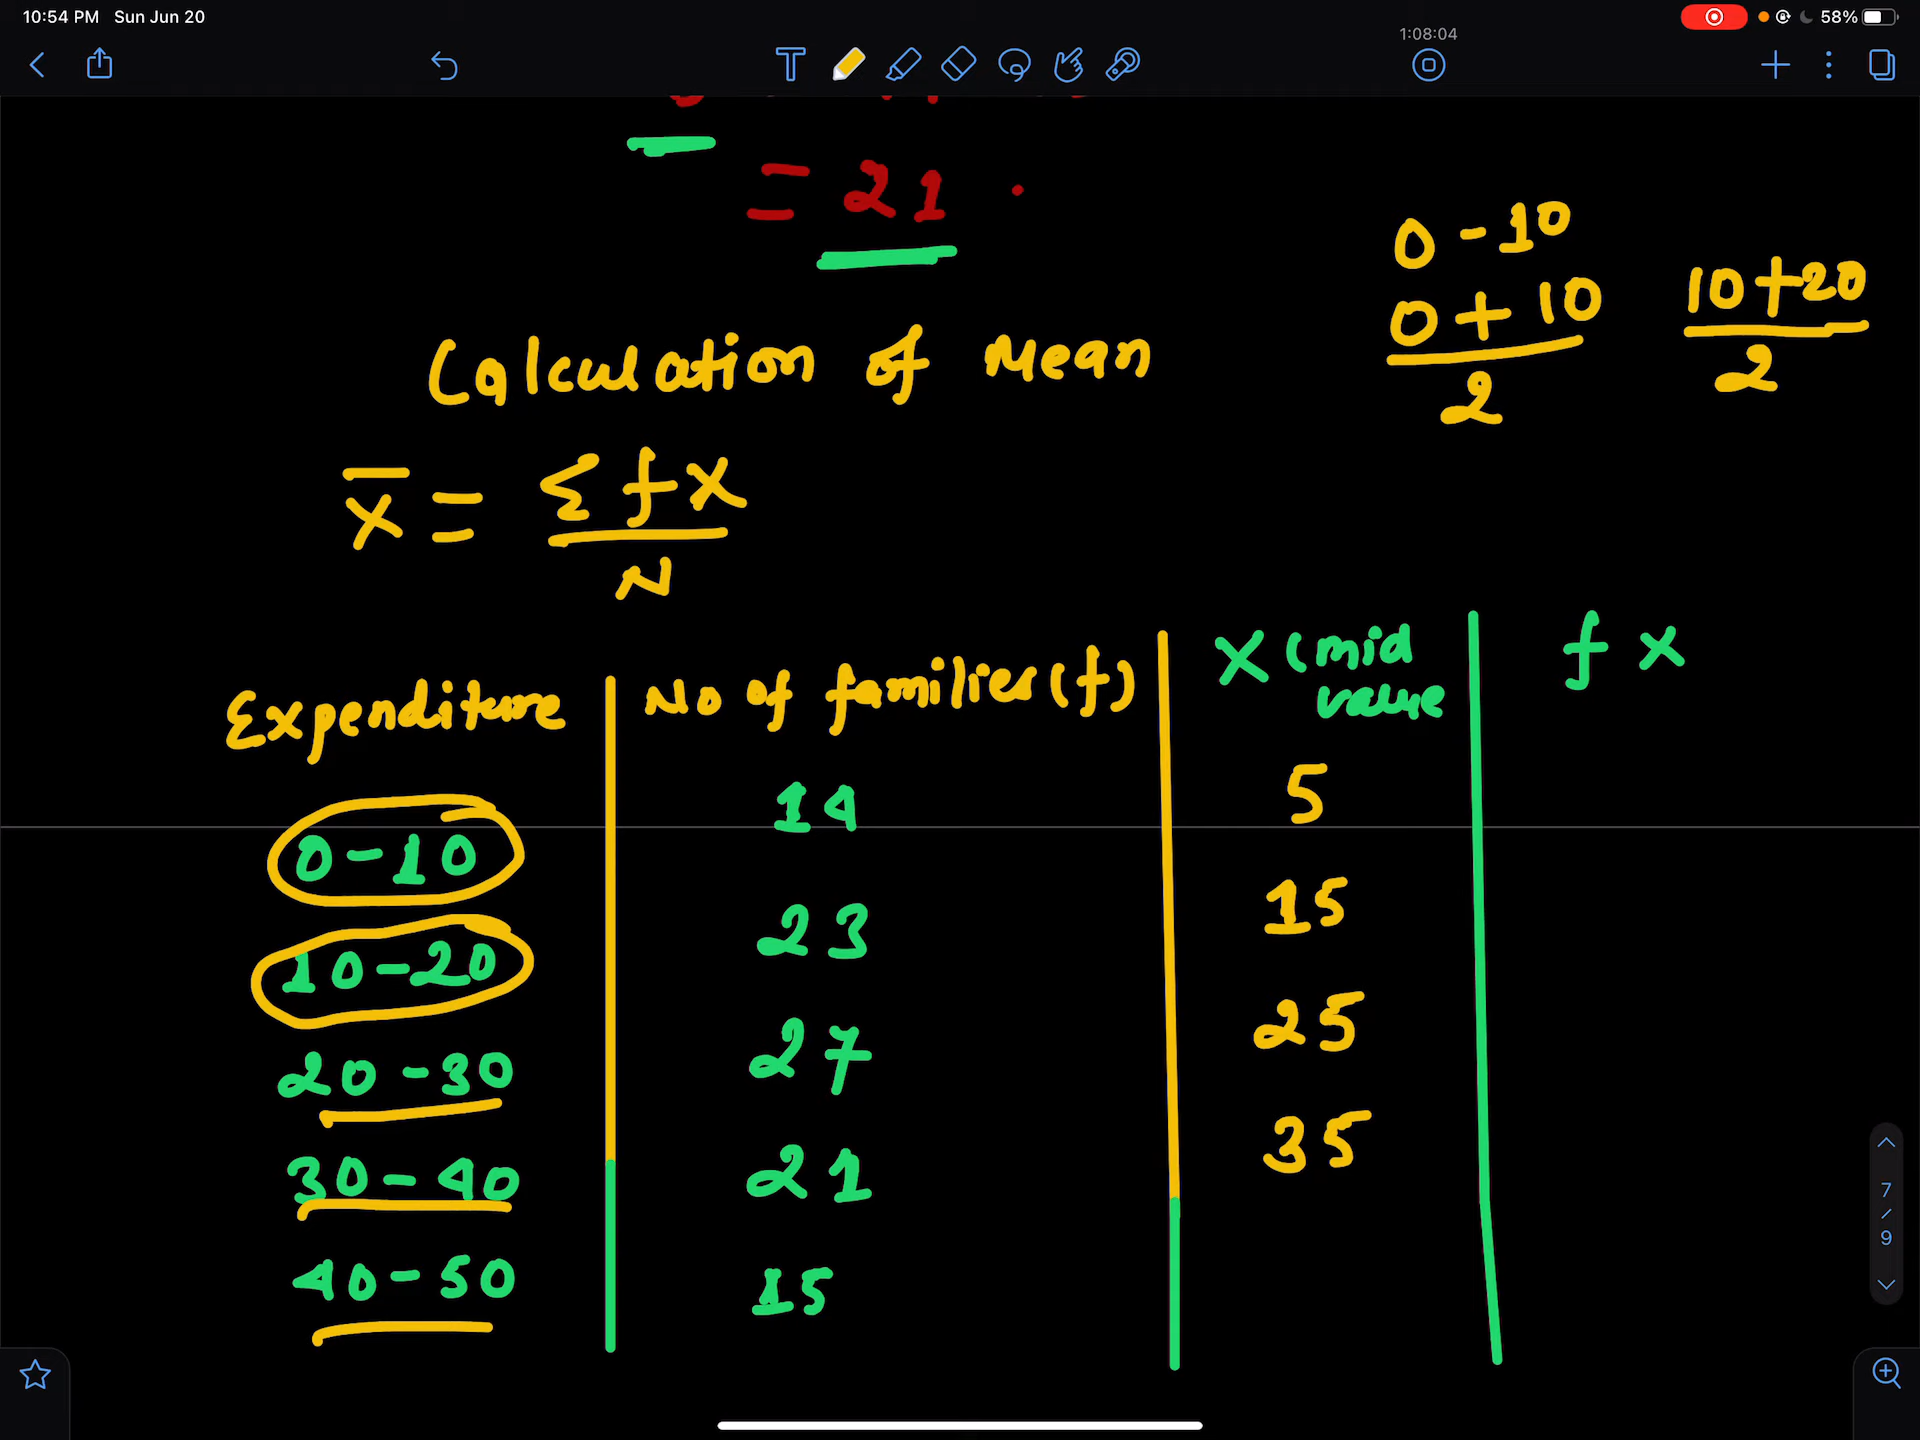 10:54 PM Sun Jun 20
58%
1:08:04
= 21
0 - 10
0 + 10
2
10+20
2
Calculation of Mean
x̄ = Σ f x
N
Expenditure
No of families (f)
X (mid value
f x
0 - 10 14 5
10 - 20 23 15
20 - 30 27 25
30 - 40 21 35
40 - 50 15
7
/
9